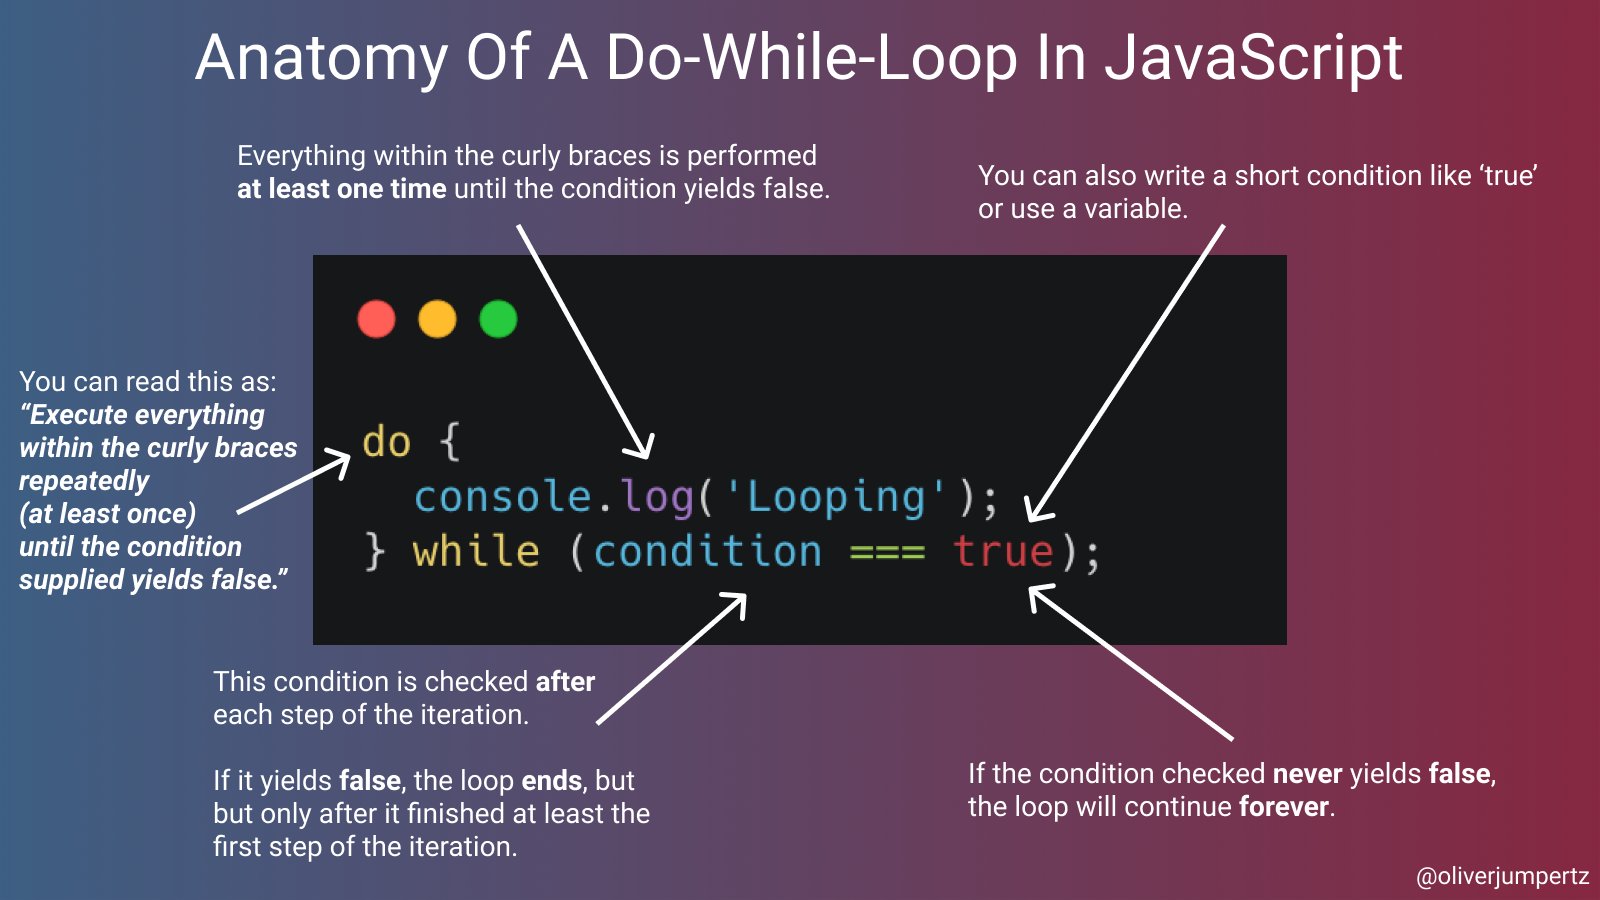 Anatomy Of A Do-While-Loop In JavaScript
Everything within the curly braces is performed
at least one time until the condition yields false.
You can also write a short condition like ‘true’
or use a variable.
You can read this as:
“Execute everything
within the curly braces
repeatedly
(at least once)
until the condition
supplied yields false.”
do {
  console.log('Looping');
} while (condition === true);
This condition is checked after
each step of the iteration.
If it yields false, the loop ends, but
but only after it finished at least the
first step of the iteration.
If the condition checked never yields false,
the loop will continue forever.
@oliverjumpertz